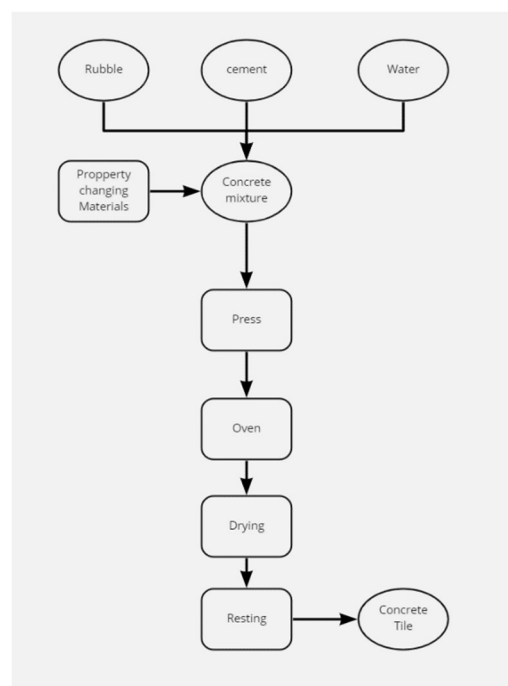 Rubble
cement
Water
Propperty
changing
Materials
Concrete
mixture
Press
Oven
Drying
Resting
Concrete
Tile